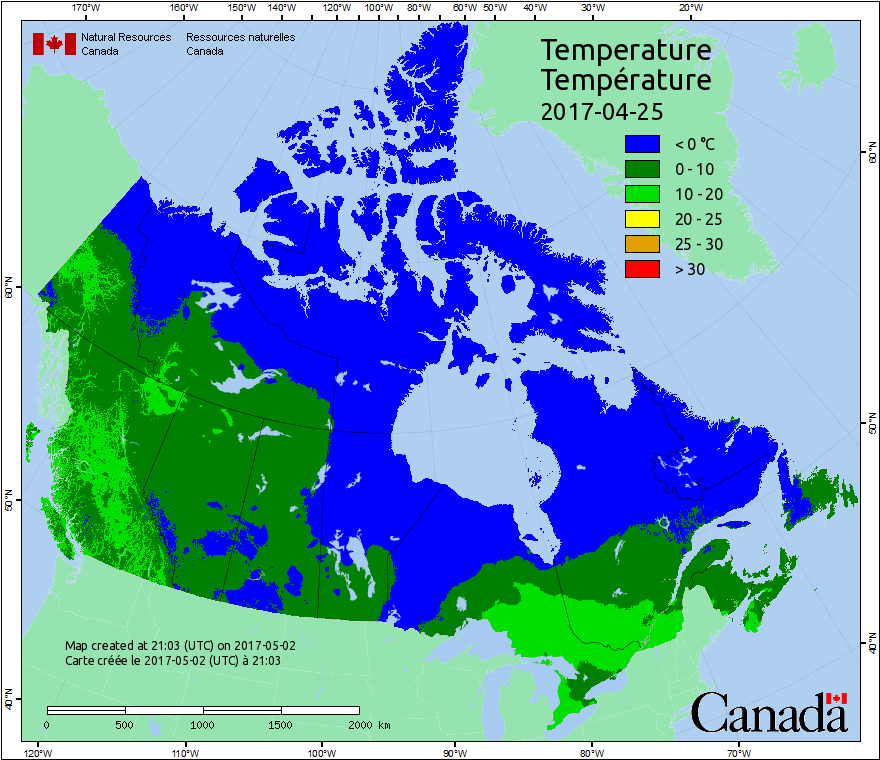 170°W 160°W 150°W 140°W 130°W 120°W 110°W 100°W 90°W 80°W 60°W 50°W 40°W 30°W 20°W
Natural Resources Canada
Ressources naturelles Canada
Temperature
Température
2017-04-25
< 0 °C
0 - 10
10 - 20
20 - 25
25 - 30
> 30
60°N
60°N
50°N
50°N
40°N
40°N
Map created at 21:03 (UTC) on 2017-05-02
Carte créée le 2017-05-02 (UTC) à 21:03
0 500 1000 1500 2000 km
Canada
120°W 110°W 100°W 90°W 80°W 70°W